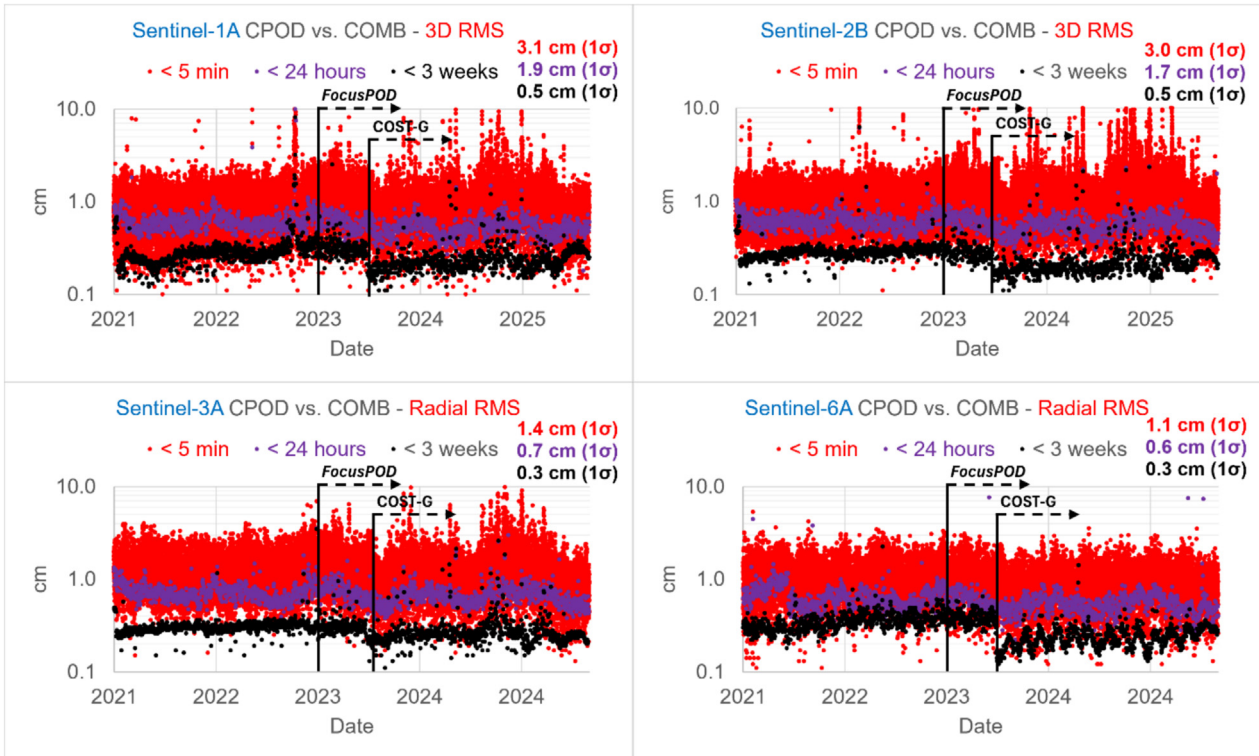 Sentinel-1A CPOD vs. COMB - 3D RMS
3.1 cm (1σ)
• < 5 min • < 24 hours • < 3 weeks
1.9 cm (1σ)
0.5 cm (1σ)
FocusPOD
COST-G
10.0
1.0
0.1
cm
2021 2022 2023 2024 2025
Date
Sentinel-2B CPOD vs. COMB - 3D RMS
3.0 cm (1σ)
• < 5 min • < 24 hours • < 3 weeks
1.7 cm (1σ)
0.5 cm (1σ)
FocusPOD
COST-G
10.0
1.0
0.1
cm
2021 2022 2023 2024 2025
Date
Sentinel-3A CPOD vs. COMB - Radial RMS
1.4 cm (1σ)
• < 5 min • < 24 hours • < 3 weeks
0.7 cm (1σ)
0.3 cm (1σ)
FocusPOD
COST-G
10.0
1.0
0.1
cm
2021 2022 2023 2024 2024
Date
Sentinel-6A CPOD vs. COMB - Radial RMS
1.1 cm (1σ)
• < 5 min • < 24 hours • < 3 weeks
0.6 cm (1σ)
0.3 cm (1σ)
FocusPOD
COST-G
10.0
1.0
0.1
cm
2021 2022 2023 2024 2024
Date